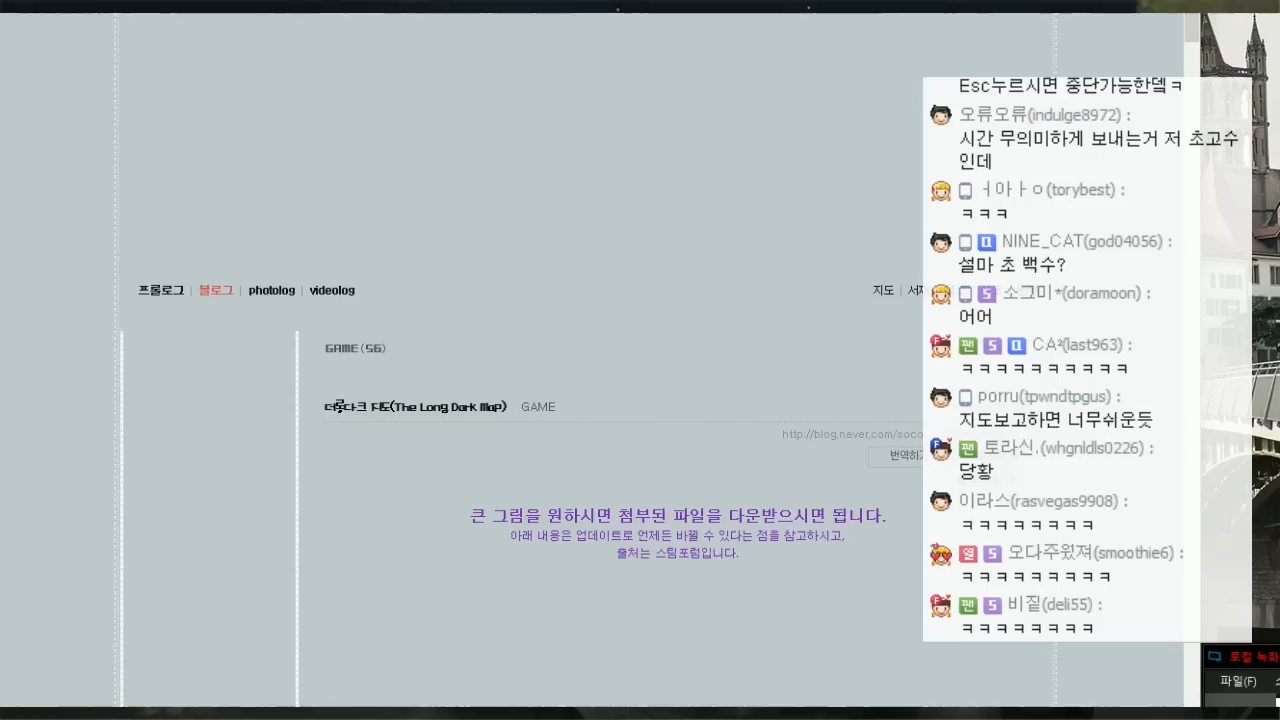 프롤로그 | 블로그 | photolog | videolog
지도 |
GAME (56)
더롱다크 지도(The Long Dark Map) GAME
http://blog.naver.com/soco
번역하기
큰 그림을 원하시면 첨부된 파일을 다운받으시면 됩니다.
아래 내용은 업데이트로 언제든 바뀔 수 있다는 점을 참고하시고,
출처는 스팀포럼입니다.
Esc누르시면 중단가능한뎈ㅋ
오류오류(indulge8972) :
시간 무의미하게 보내는거 저 초고수
인데
ㅓ아ㅏㅇ(torybest) :
ㅋㅋㅋ
NINE_CAT(god04056) :
설마 초 백수?
S 소그미*(doramoon) :
어어
팬 S CA²(last963) :
ㅋㅋㅋㅋㅋㅋㅋㅋㅋㅋ
porru(tpwndtpgus) :
지도보고하면 너무쉬운듯
팬 토라신.(whgnldls0226) :
당황
이라스(rasvegas9908) :
ㅋㅋㅋㅋㅋㅋㅋㅋ
열 S 오다주웠져(smoothie6) :
ㅋㅋㅋㅋㅋㅋㅋㅋㅋ
팬 S 비짙(deli55) :
ㅋㅋㅋㅋㅋㅋㅋㅋ
로컬 녹화
파일(F)